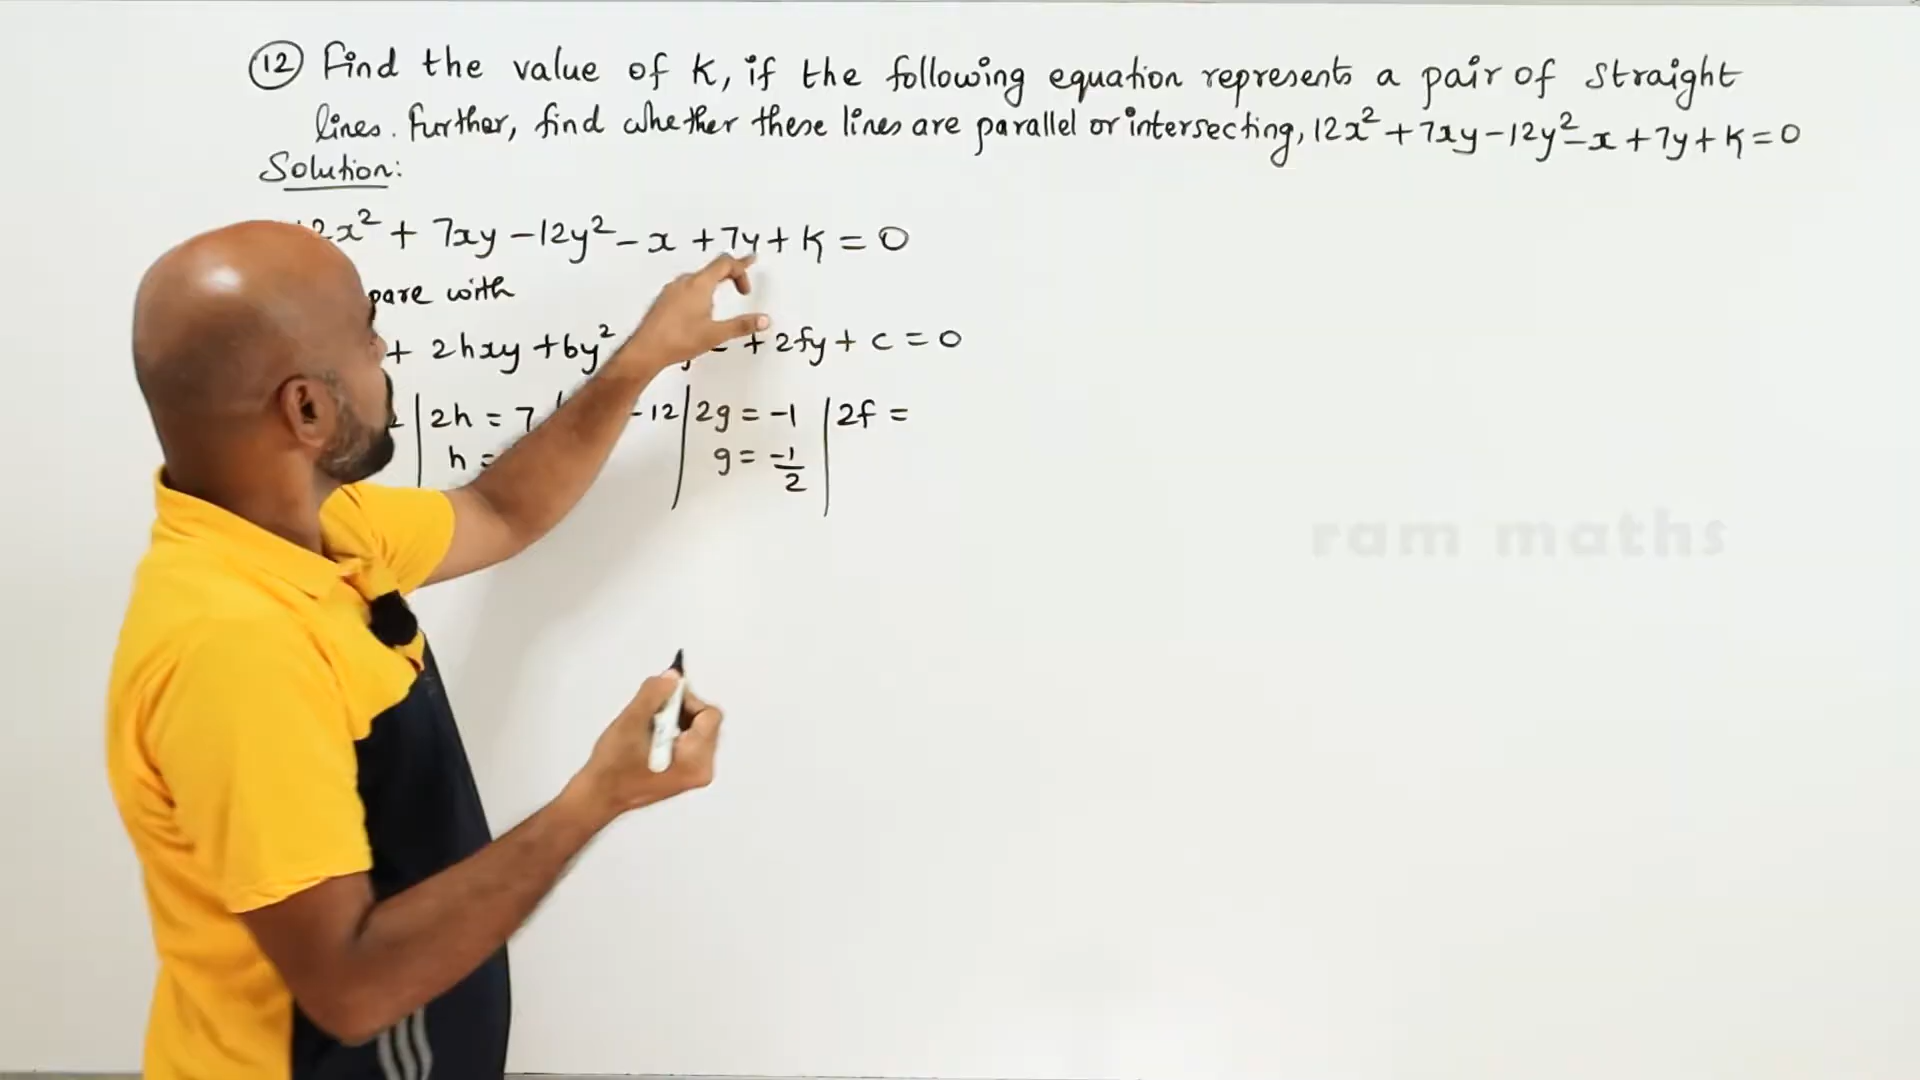 12 Find the value of K, if the following equation represents a pair of straight
lines. Further, find whether these lines are parallel or intersecting, 12x² + 7xy - 12y² - x + 7y + K = 0
Solution:
2x² + 7xy - 12y² - x + 7y + K = 0
pare with
+ 2hxy + by² + 2fy + c = 0
2 | 2h = 7 | -12 | 2g = -1 | 2f =
h = g = -1/2
ram maths